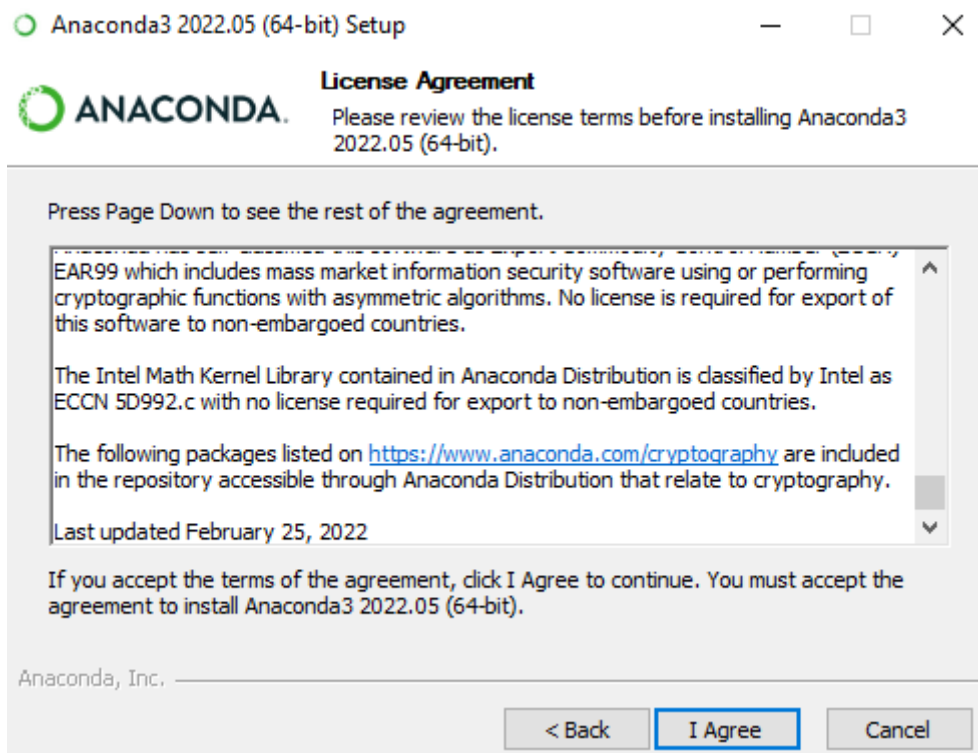 Anaconda3 2022.05 (64-bit) Setup
ANACONDA.
License Agreement
Please review the license terms before installing Anaconda3
2022.05 (64-bit).
Press Page Down to see the rest of the agreement.
EAR99 which includes mass market information security software using or performing
cryptographic functions with asymmetric algorithms. No license is required for export of
this software to non-embargoed countries.
The Intel Math Kernel Library contained in Anaconda Distribution is classified by Intel as
ECCN 5D992.c with no license required for export to non-embargoed countries.
The following packages listed on https://www.anaconda.com/cryptography are included
in the repository accessible through Anaconda Distribution that relate to cryptography.
Last updated February 25, 2022
If you accept the terms of the agreement, click I Agree to continue. You must accept the
agreement to install Anaconda3 2022.05 (64-bit).
Anaconda, Inc.
< Back
I Agree
Cancel